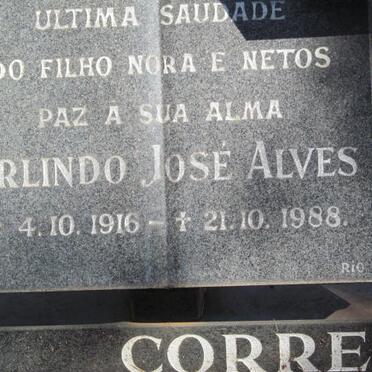 ULTIMA SAUDADE
DO FILHO NORA E NETOS
PAZ A SUA ALMA
RLINDO JOSÉ ALVES
4.10.1916 – † 21.10.1988.
RIO
CORRE